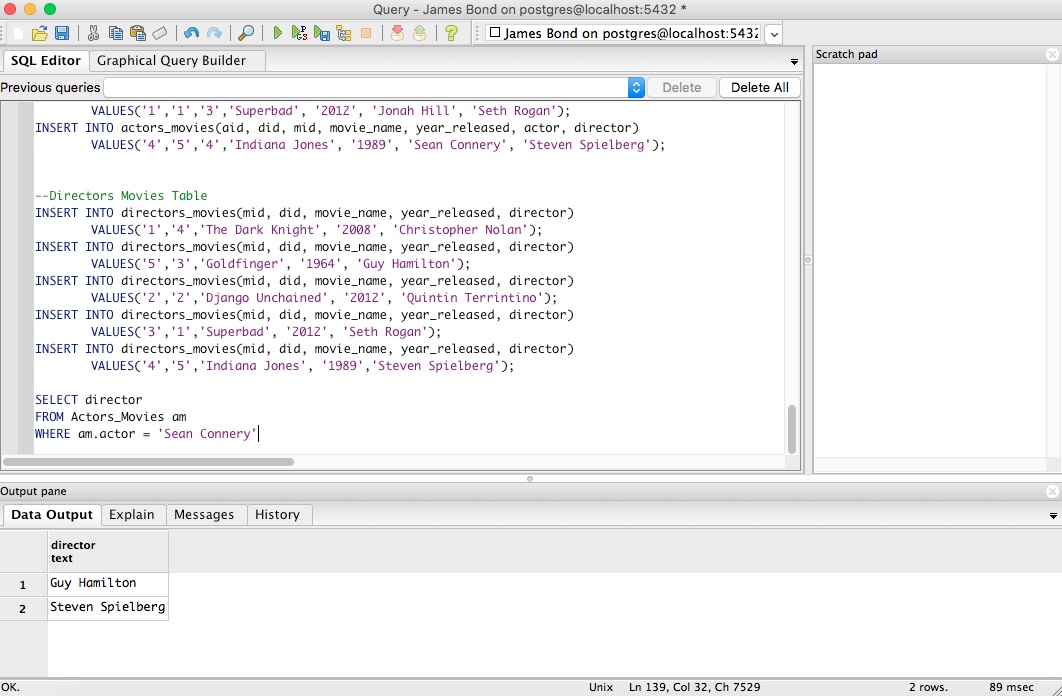 Query - James Bond on postgres@localhost:5432 *
James Bond on postgres@localhost:5432
SQL Editor
Graphical Query Builder
Scratch pad
Previous queries
Delete
Delete All
VALUES('1','1','3','Superbad', '2012', 'Jonah Hill', 'Seth Rogan');
INSERT INTO actors_movies(aid, did, mid, movie_name, year_released, actor, director)
VALUES('4','5','4','Indiana Jones', '1989', 'Sean Connery', 'Steven Spielberg');
--Directors Movies Table
INSERT INTO directors_movies(mid, did, movie_name, year_released, director)
VALUES('1','4','The Dark Knight', '2008', 'Christopher Nolan');
INSERT INTO directors_movies(mid, did, movie_name, year_released, director)
VALUES('5','3','Goldfinger', '1964', 'Guy Hamilton');
INSERT INTO directors_movies(mid, did, movie_name, year_released, director)
VALUES('2','2','Django Unchained', '2012', 'Quintin Terrintino');
INSERT INTO directors_movies(mid, did, movie_name, year_released, director)
VALUES('3','1','Superbad', '2012', 'Seth Rogan');
INSERT INTO directors_movies(mid, did, movie_name, year_released, director)
VALUES('4','5','Indiana Jones', '1989','Steven Spielberg');
SELECT director
FROM Actors_Movies am
WHERE am.actor = 'Sean Connery'
Output pane
Data Output
Explain
Messages
History
director
text
1 Guy Hamilton
2 Steven Spielberg
OK.
Unix
Ln 139, Col 32, Ch 7529
2 rows.
89 msec